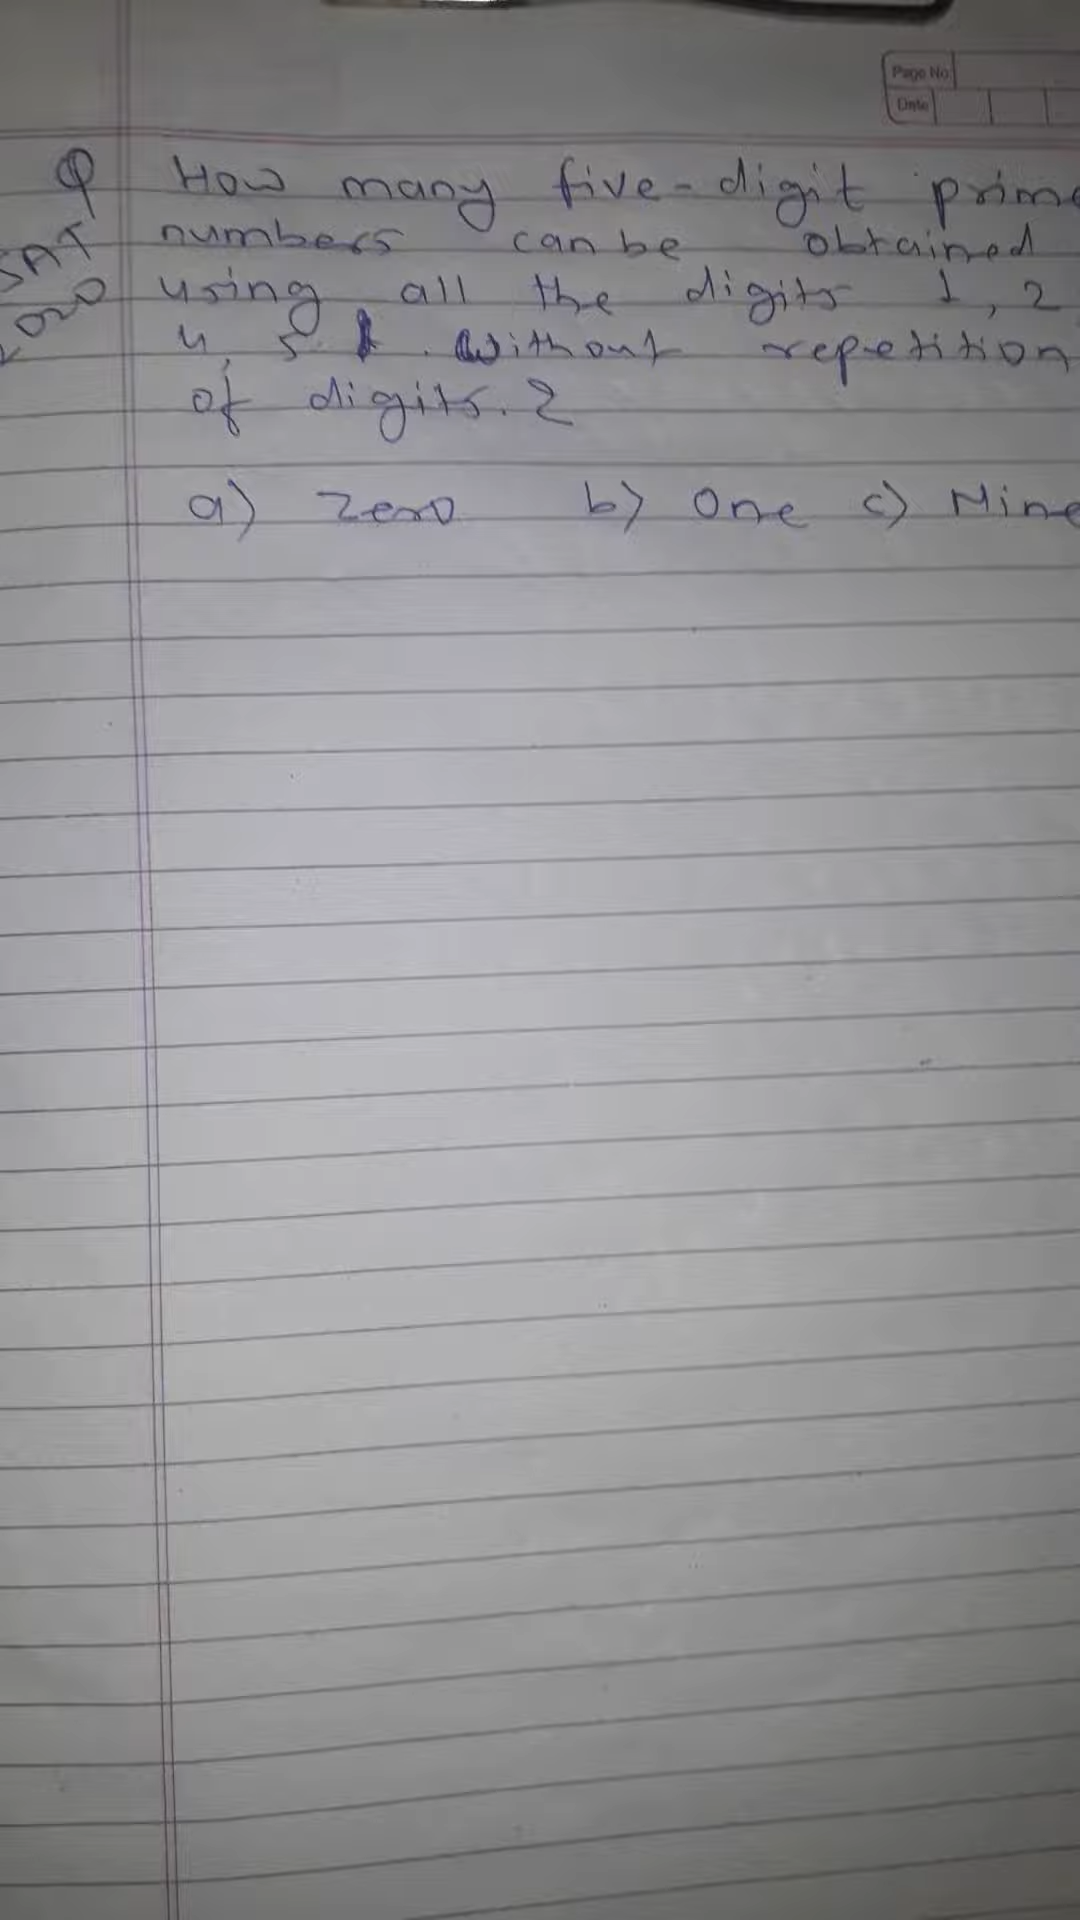 Page No.
Date
Q How many five-digit prime
numbers can be obtained
SAT using all the digits 1, 2
2020 4, 5. without repetition
of digits.?
a) Zero b) One c) Nine